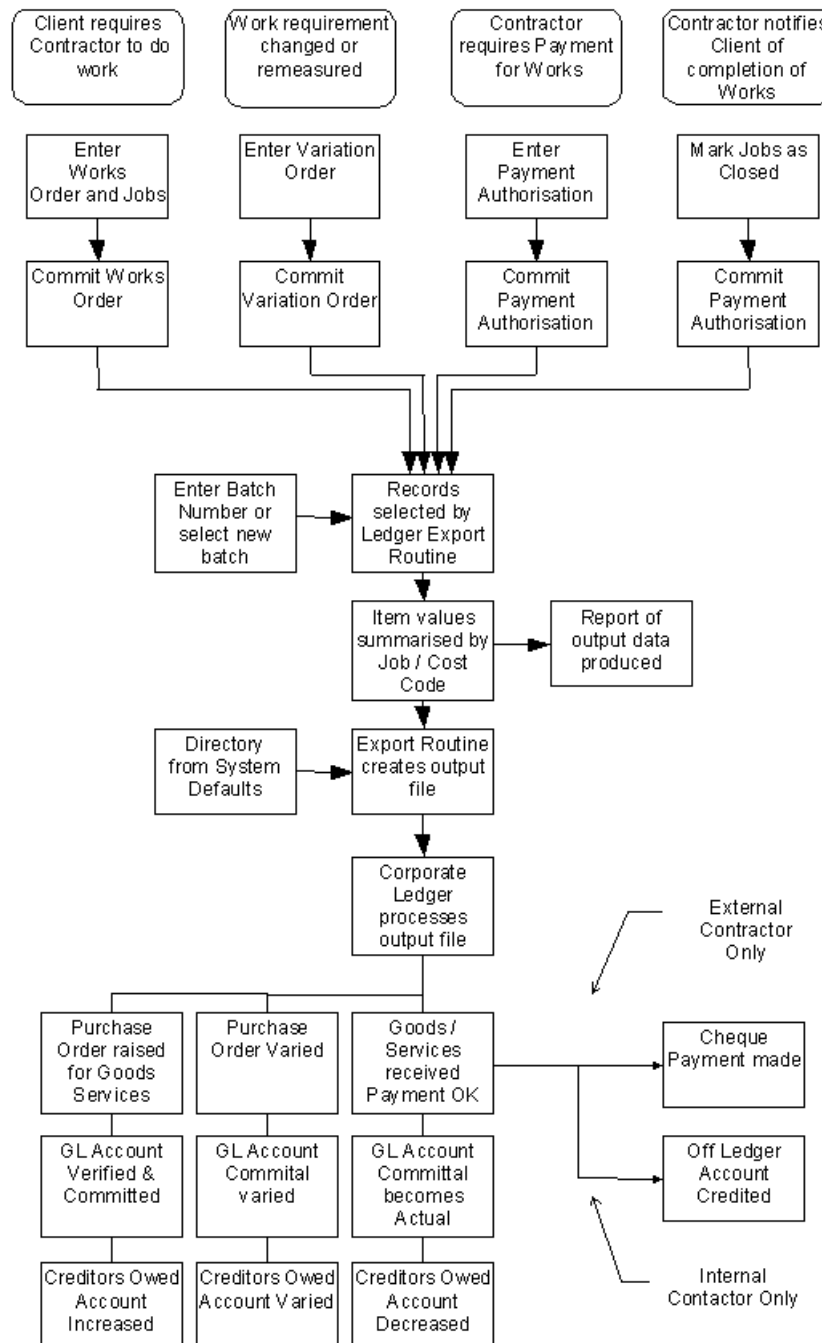 Client requires
Contractor to do
work
Work requirement
changed or
remeasured
Contractor
requires Payment
for Works
Contractor notifies
Client of
completion of
Works
Enter
Works
Order and Jobs
Enter Variation
Order
Enter
Payment
Authorisation
Mark Jobs as
Closed
Commit Works
Order
Commit
Variation Order
Commit
Payment
Authorisation
Commit
Payment
Authorisation
Enter Batch
Number or
select new
batch
Records
selected by
Ledger Export
Routine
Item values
summarised by
Job / Cost
Code
Report of
output data
produced
Directory
from System
Defaults
Export Routine
creates output
file
Corporate
Ledger
processes
output file
External
Contractor
Only
Purchase
Order raised
for Goods
Services
Purchase
Order Varied
Goods /
Services
received
Payment OK
Cheque
Payment made
GL Account
Verified &
Committed
GL Account
Commital
varied
GL Account
Committal
becomes
Actual
Off Ledger
Account
Credited
Creditors Owed
Account
Increased
Creditors Owed
Account Varied
Creditors Owed
Account
Decreased
Internal
Contactor Only